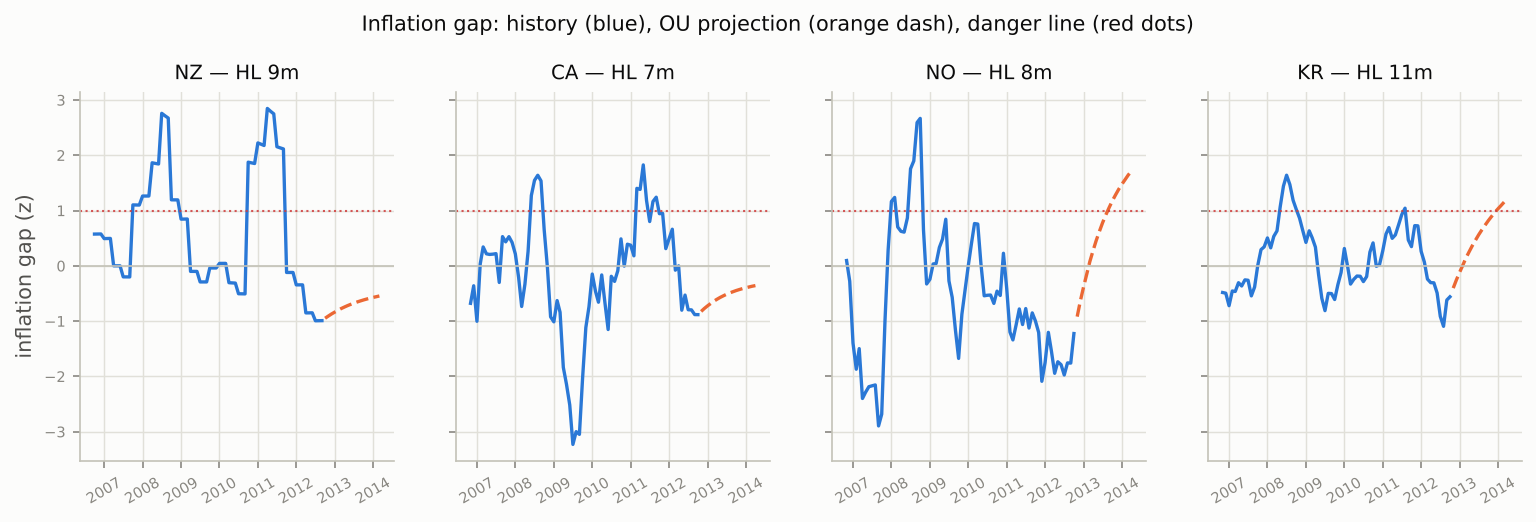 Inflation gap: history (blue), OU projection (orange dash), danger line (red dots)
NZ — HL 9m
CA — HL 7m
NO — HL 8m
KR — HL 11m
inflation gap (z)
3
2
1
0
−1
−2
−3
2007 2008 2009 2010 2011 2012 2013 2014
2007 2008 2009 2010 2011 2012 2013 2014
2007 2008 2009 2010 2011 2012 2013 2014
2007 2008 2009 2010 2011 2012 2013 2014